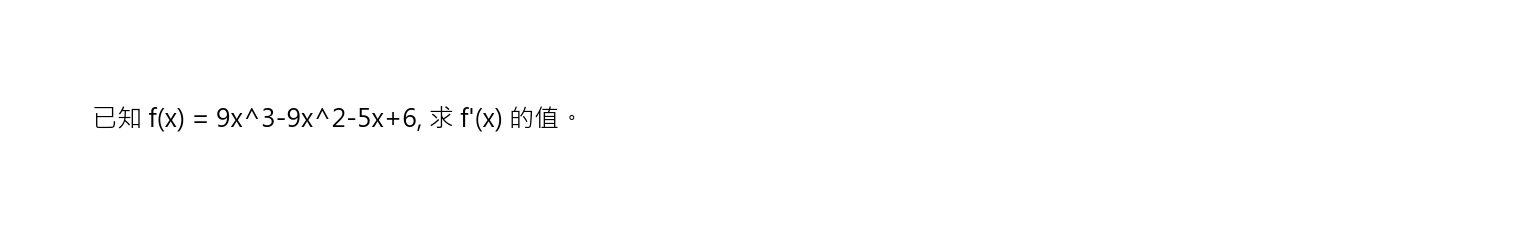 已知 f(x) = 9x^3-9x^2-5x+6, 求 f'(x) 的值。